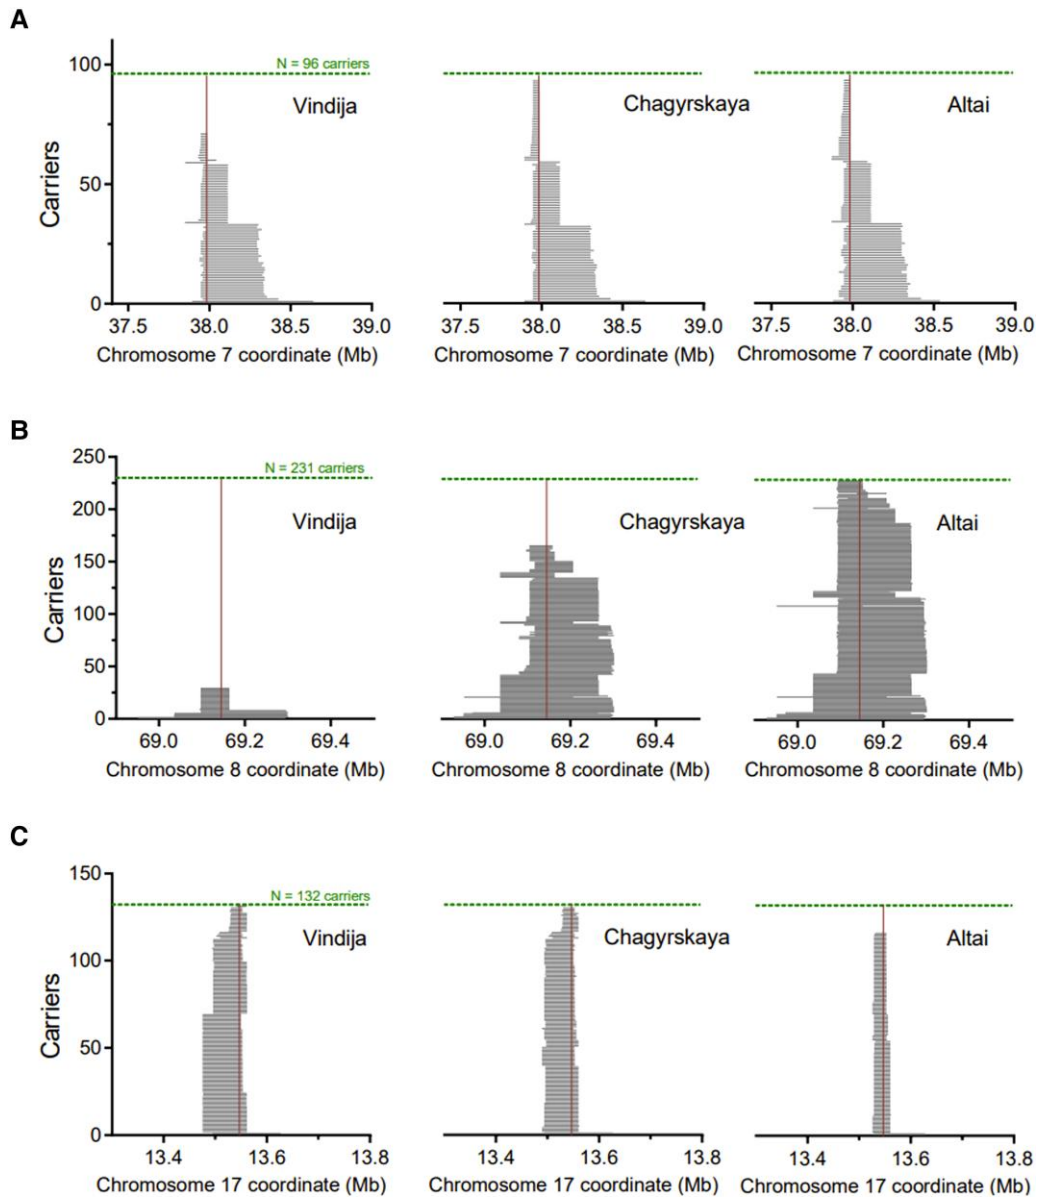 A
N = 96 carriers
Vindija
Chagyrskaya
Altai
Carriers
100
50
0
37.5 38.0 38.5 39.0
37.5 38.0 38.5 39.0
37.5 38.0 38.5 39.0
Chromosome 7 coordinate (Mb)
Chromosome 7 coordinate (Mb)
Chromosome 7 coordinate (Mb)
B
N = 231 carriers
Vindija
Chagyrskaya
Altai
Carriers
250
200
150
100
50
0
69.0 69.2 69.4
69.0 69.2 69.4
69.0 69.2 69.4
Chromosome 8 coordinate (Mb)
Chromosome 8 coordinate (Mb)
Chromosome 8 coordinate (Mb)
C
N = 132 carriers
Vindija
Chagyrskaya
Altai
Carriers
150
100
50
0
13.4 13.6 13.8
13.4 13.6 13.8
13.4 13.6 13.8
Chromosome 17 coordinate (Mb)
Chromosome 17 coordinate (Mb)
Chromosome 17 coordinate (Mb)